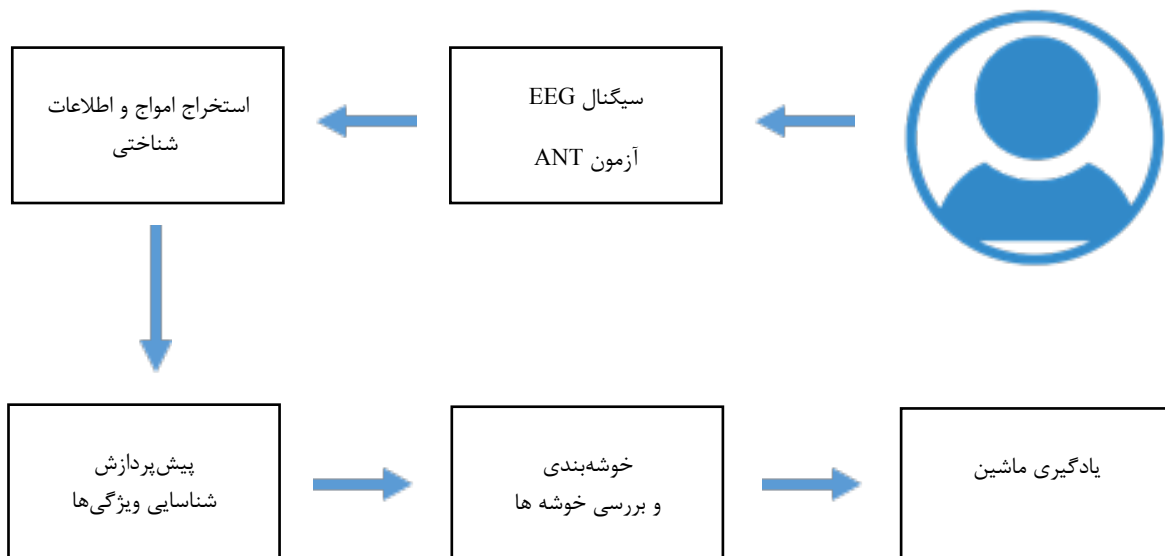 سیگنال EEG
آزمون ANT
استخراج امواج و اطلاعات
شناختی
پیش‌پردازش
شناسایی ویژگی‌ها
خوشه‌بندی
و بررسی خوشه ها
یادگیری ماشین